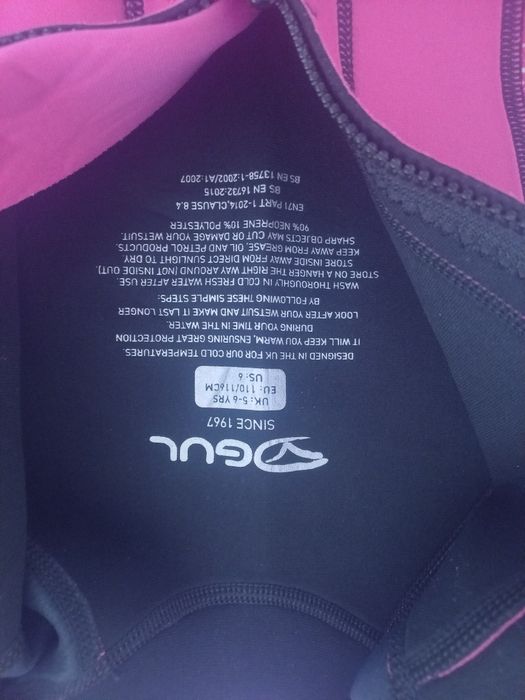 GUL
SINCE 1967
UK: 5-6 YRS
EU: 110/116CM
US: 6
DESIGNED IN THE UK FOR OUR COLD TEMPERATURES.
IT WILL KEEP YOU WARM, ENSURING GREAT PROTECTION
DURING YOUR TIME IN THE WATER.
LOOK AFTER YOUR WETSUIT AND MAKE IT LAST LONGER
BY FOLLOWING THESE SIMPLE STEPS:
WASH THOROUGHLY IN COLD FRESH WATER AFTER USE.
STORE ON A HANGER THE RIGHT WAY AROUND (NOT INSIDE OUT).
STORE INSIDE AWAY FROM DIRECT SUNLIGHT TO DRY.
KEEP AWAY FROM GREASE, OIL AND PETROL PRODUCTS.
SHARP OBJECTS MAY CUT OR DAMAGE YOUR WETSUIT.
90% NEOPRENE 10% POLYESTER
EN71 PART 1-2014,CLAUSE 8.4
BS EN 16732:2015
BS EN 13758-1:2002/A1:2007